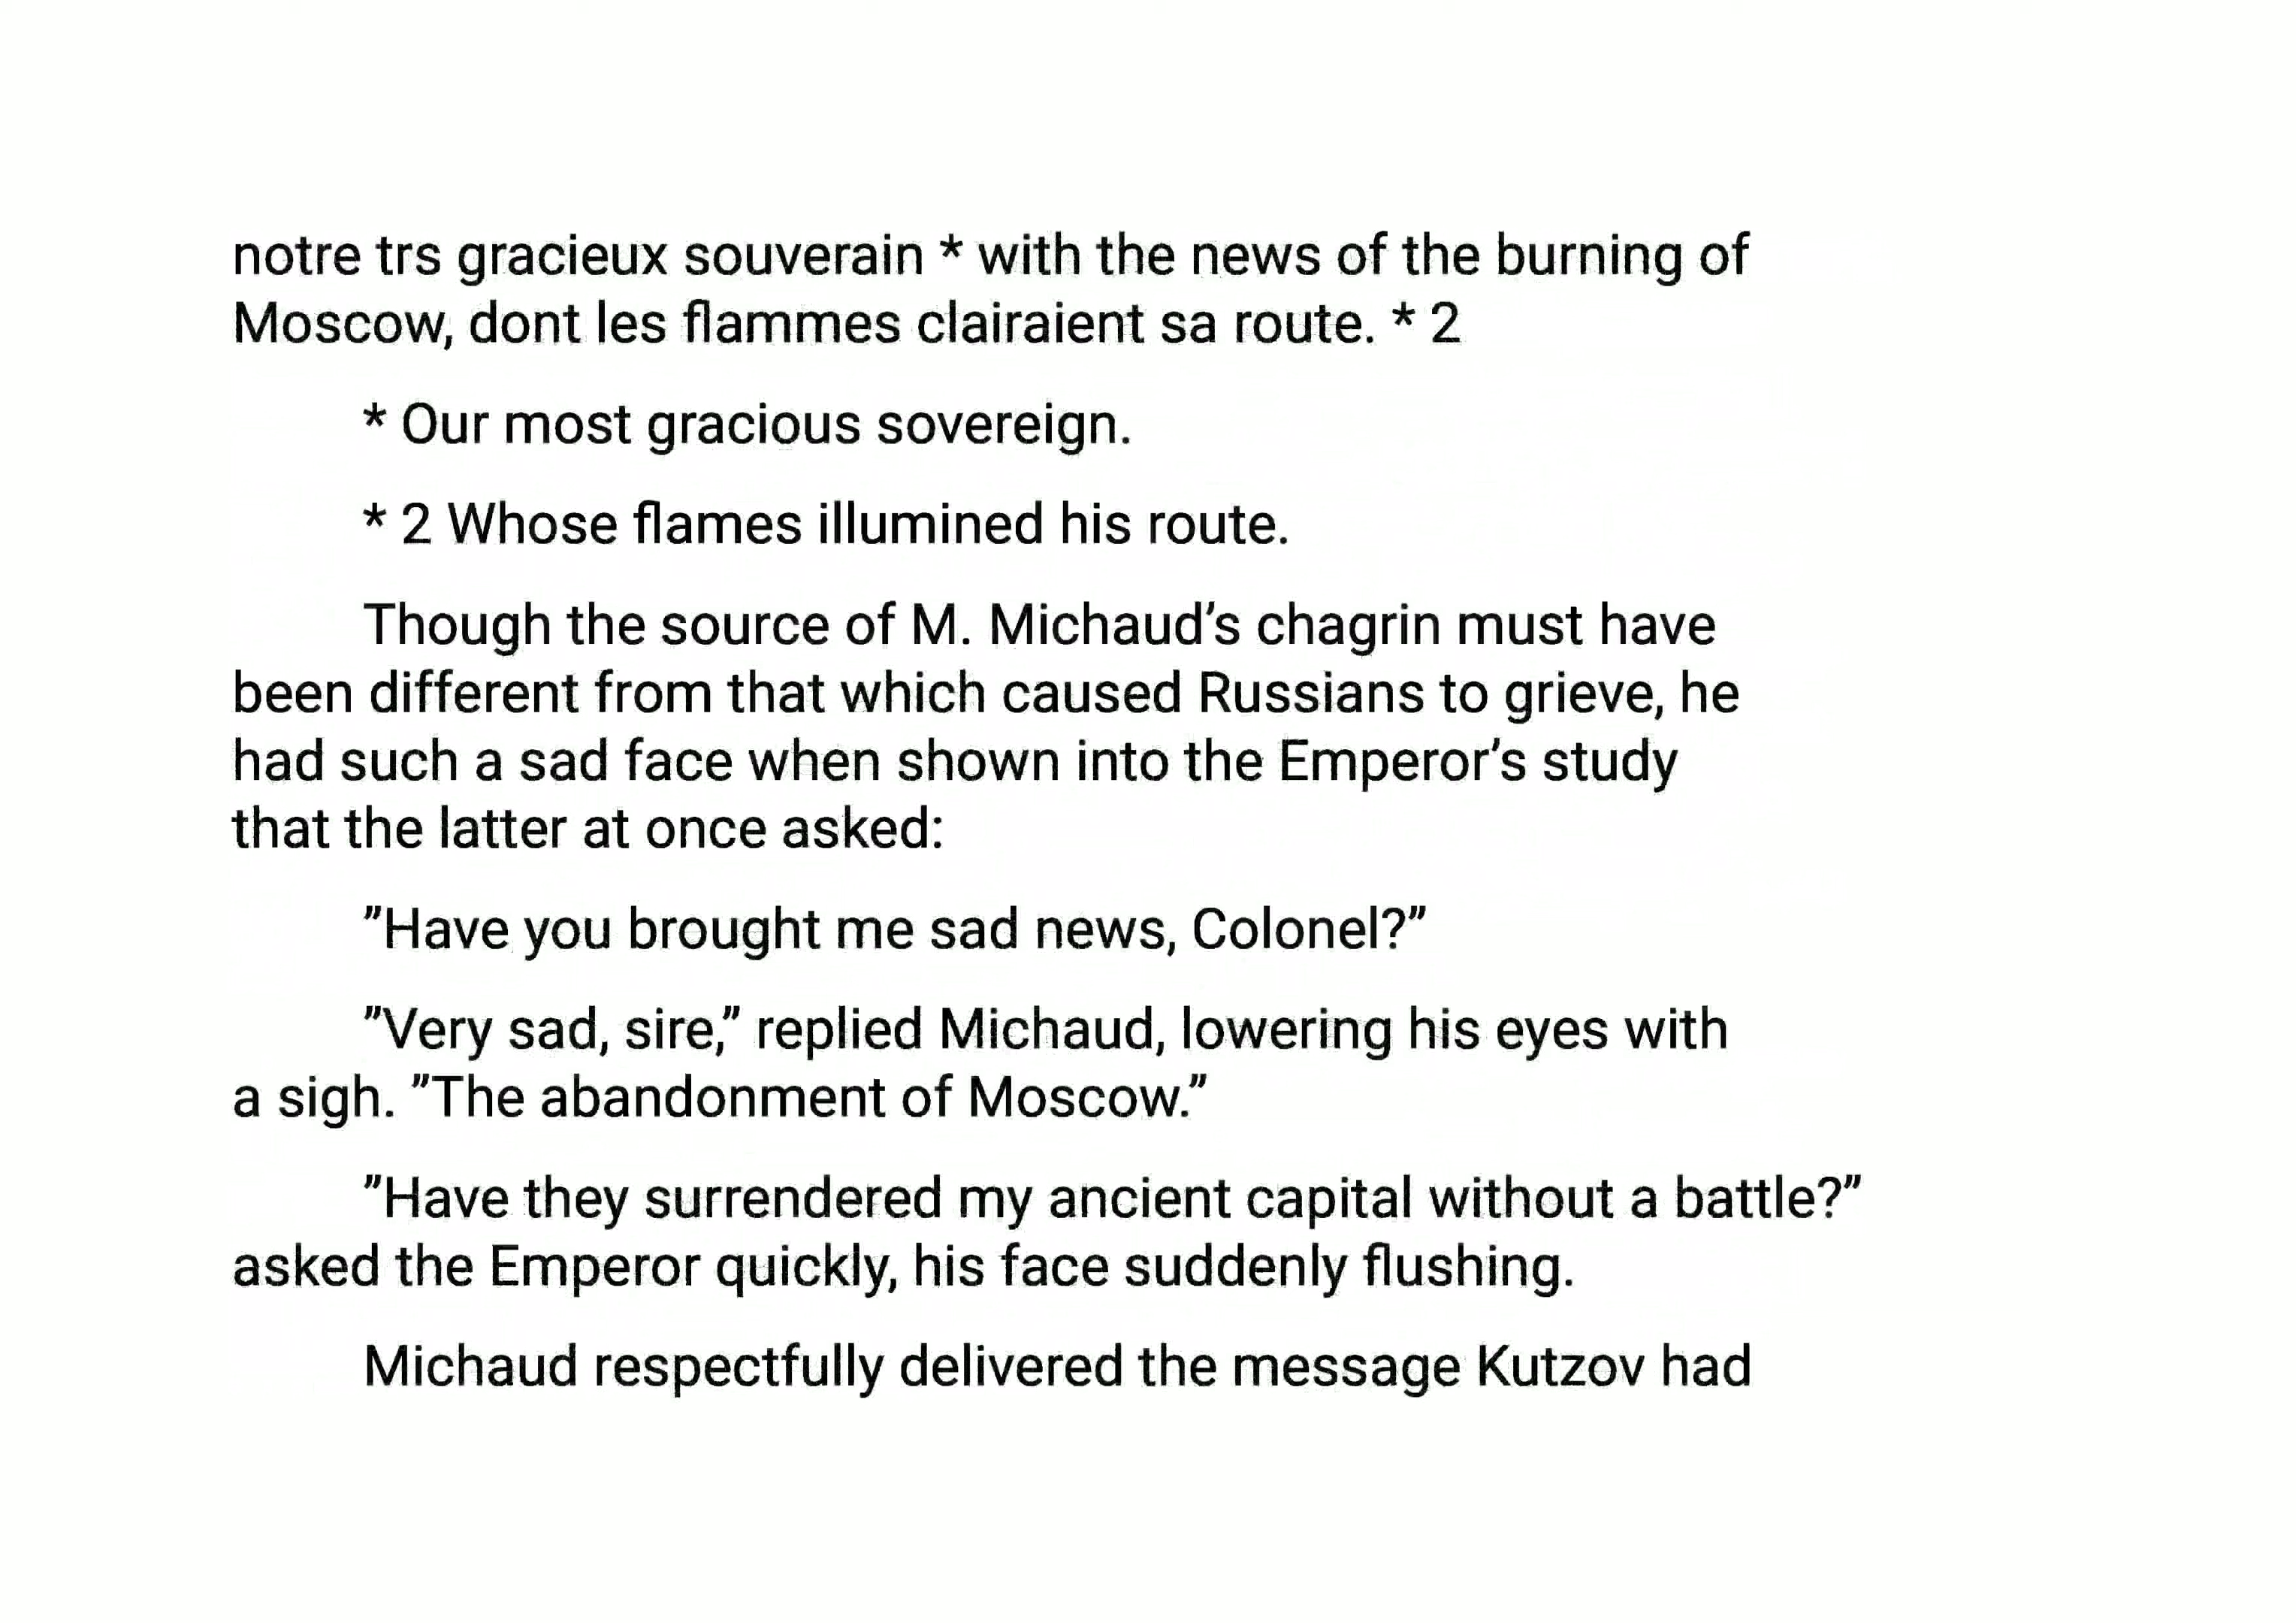 notre trs gracieux souverain * with the news of the burning of
Moscow, dont les flammes clairaient sa route. * 2
* Our most gracious sovereign.
* 2 Whose flames illumined his route.
Though the source of M. Michaud’s chagrin must have
been different from that which caused Russians to grieve, he
had such a sad face when shown into the Emperor’s study
that the latter at once asked:
”Have you brought me sad news, Colonel?”
”Very sad, sire,” replied Michaud, lowering his eyes with
a sigh. ”The abandonment of Moscow.”
”Have they surrendered my ancient capital without a battle?”
asked the Emperor quickly, his face suddenly flushing.
Michaud respectfully delivered the message Kutzov had